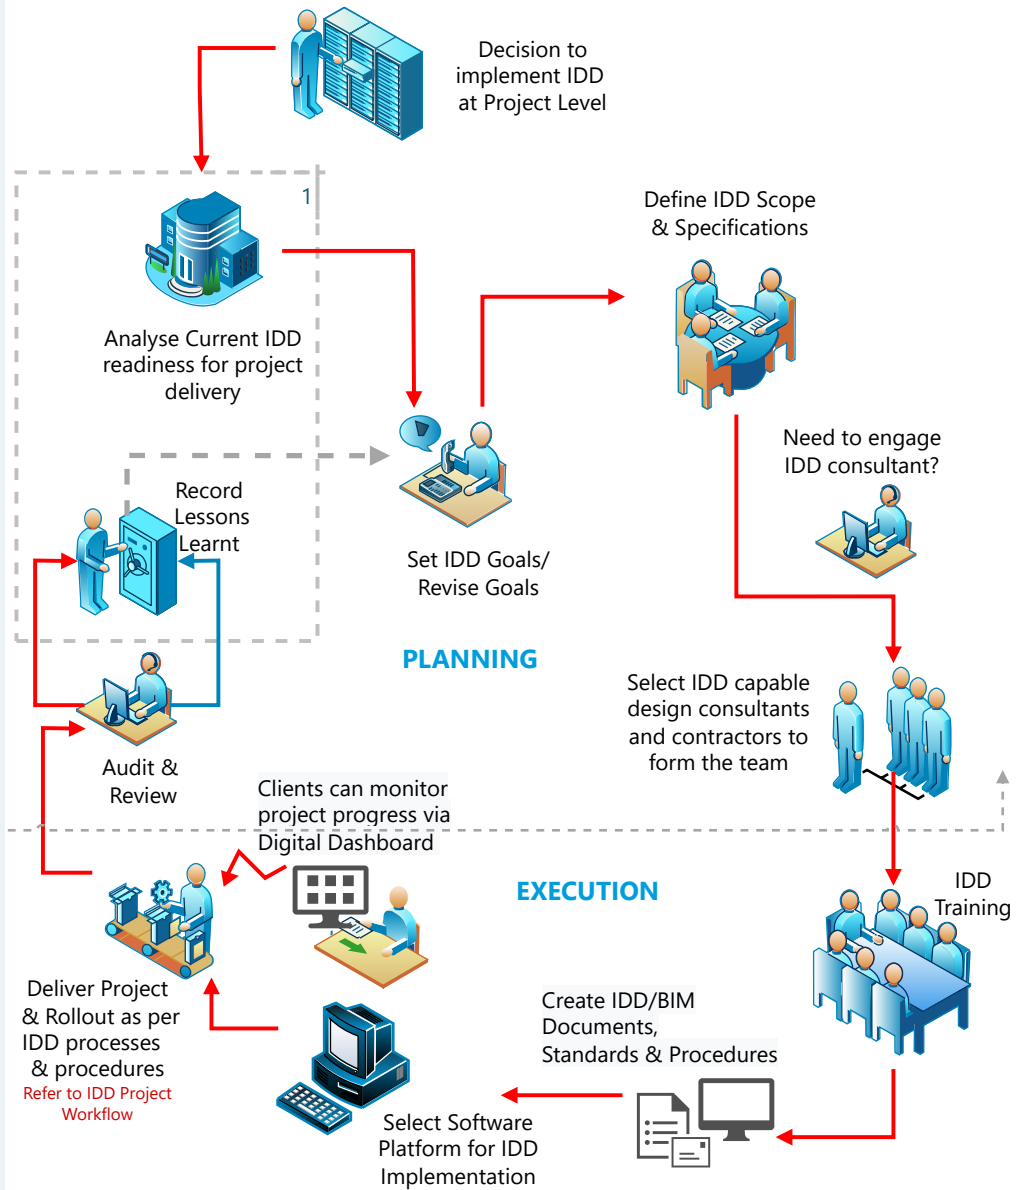 Decision to
implement IDD
at Project Level
1
Define IDD Scope
& Specifications
Analyse Current IDD
readiness for project
delivery
Need to engage
IDD consultant?
Record
Lessons
Learnt
Set IDD Goals/
Revise Goals
PLANNING
Select IDD capable
design consultants
and contractors to
form the team
Audit &
Review
Clients can monitor
project progress via
Digital Dashboard
EXECUTION
IDD
Training
Deliver Project
& Rollout as per
IDD processes
& procedures
Refer to IDD Project
Workflow
Create IDD/BIM
Documents,
Standards & Procedures
Select Software
Platform for IDD
Implementation